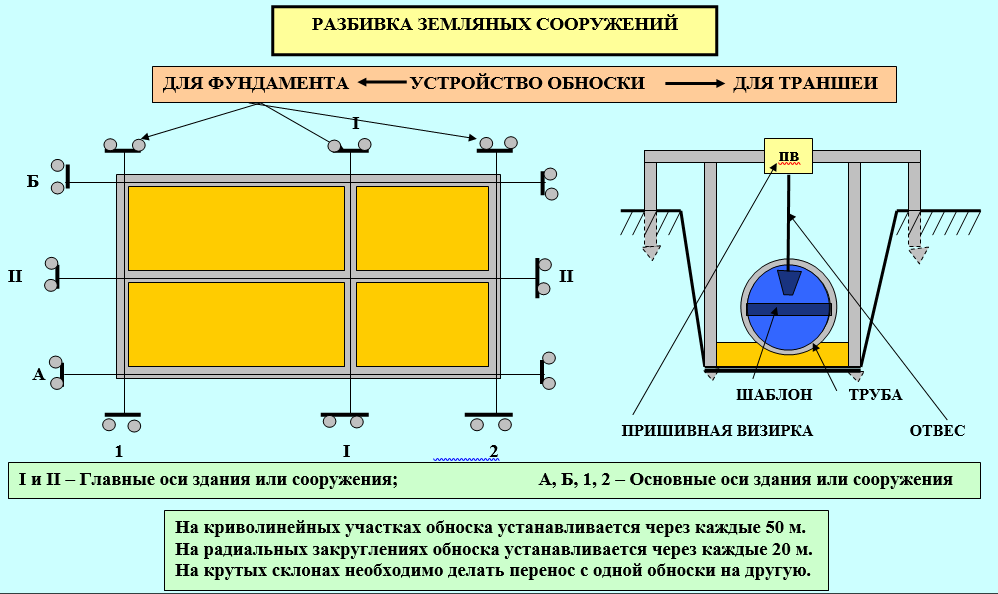 РАЗБИВКА ЗЕМЛЯНЫХ СООРУЖЕНИЙ
ДЛЯ ФУНДАМЕНТА УСТРОЙСТВО ОБНОСКИ ДЛЯ ТРАНШЕИ
I
ПВ
Б
II II
А
ШАБЛОН ТРУБА
ПРИШИВНАЯ ВИЗИРКА ОТВЕС
1 I 2
I и II – Главные оси здания или сооружения; А, Б, 1, 2 – Основные оси здания или сооружения
На криволинейных участках обноска устанавливается через каждые 50 м.
На радиальных закруглениях обноска устанавливается через каждые 20 м.
На крутых склонах необходимо делать перенос с одной обноски на другую.